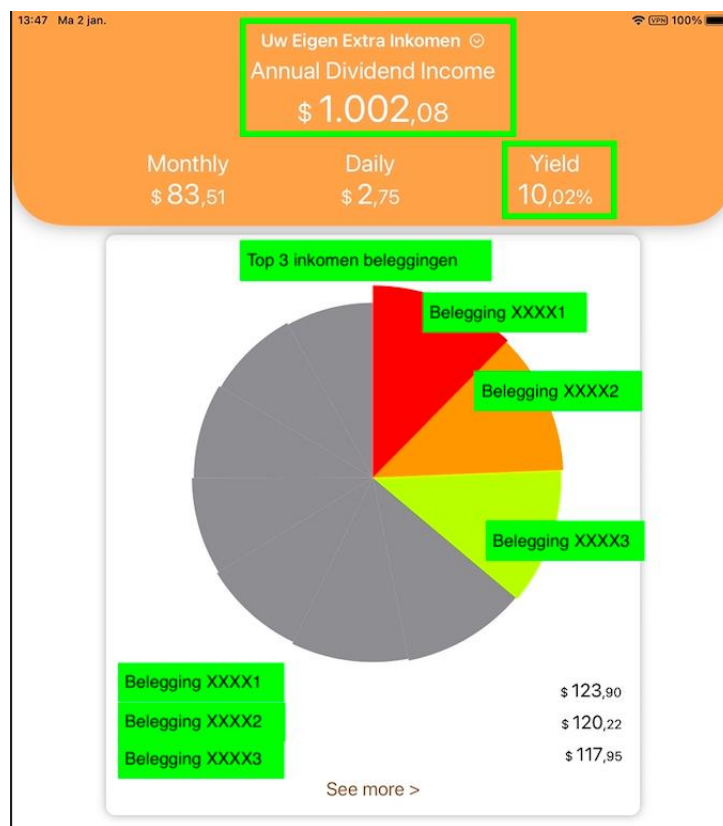 13:47 Ma 2 jan. VPN 100%
Uw Eigen Extra Inkomen
Annual Dividend Income
$ 1.002,08
Monthly Daily Yield
$ 83,51 $ 2,75 10,02%
Top 3 inkomen beleggingen
Belegging XXXX1
Belegging XXXX2
Belegging XXXX3
Belegging XXXX1 $ 123,90
Belegging XXXX2 $ 120,22
Belegging XXXX3 $ 117,95
See more >